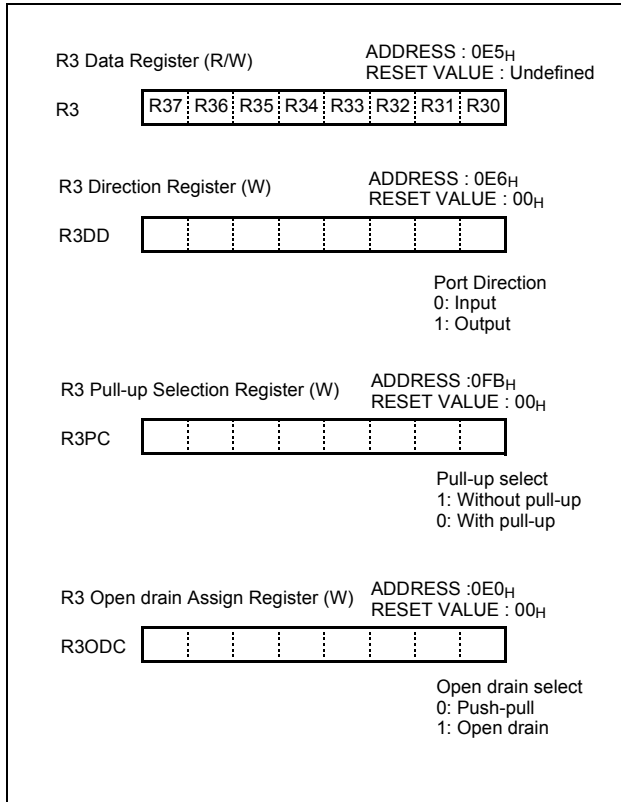 R3 Data Register (R/W)
ADDRESS : 0E5H
RESET VALUE : Undefined
R3
R37 R36 R35 R34 R33 R32 R31 R30
R3 Direction Register (W)
ADDRESS : 0E6H
RESET VALUE : 00H
R3DD
Port Direction
0: Input
1: Output
R3 Pull-up Selection Register (W)
ADDRESS :0FBH
RESET VALUE : 00H
R3PC
Pull-up select
1: Without pull-up
0: With pull-up
R3 Open drain Assign Register (W)
ADDRESS :0E0H
RESET VALUE : 00H
R3ODC
Open drain select
0: Push-pull
1: Open drain